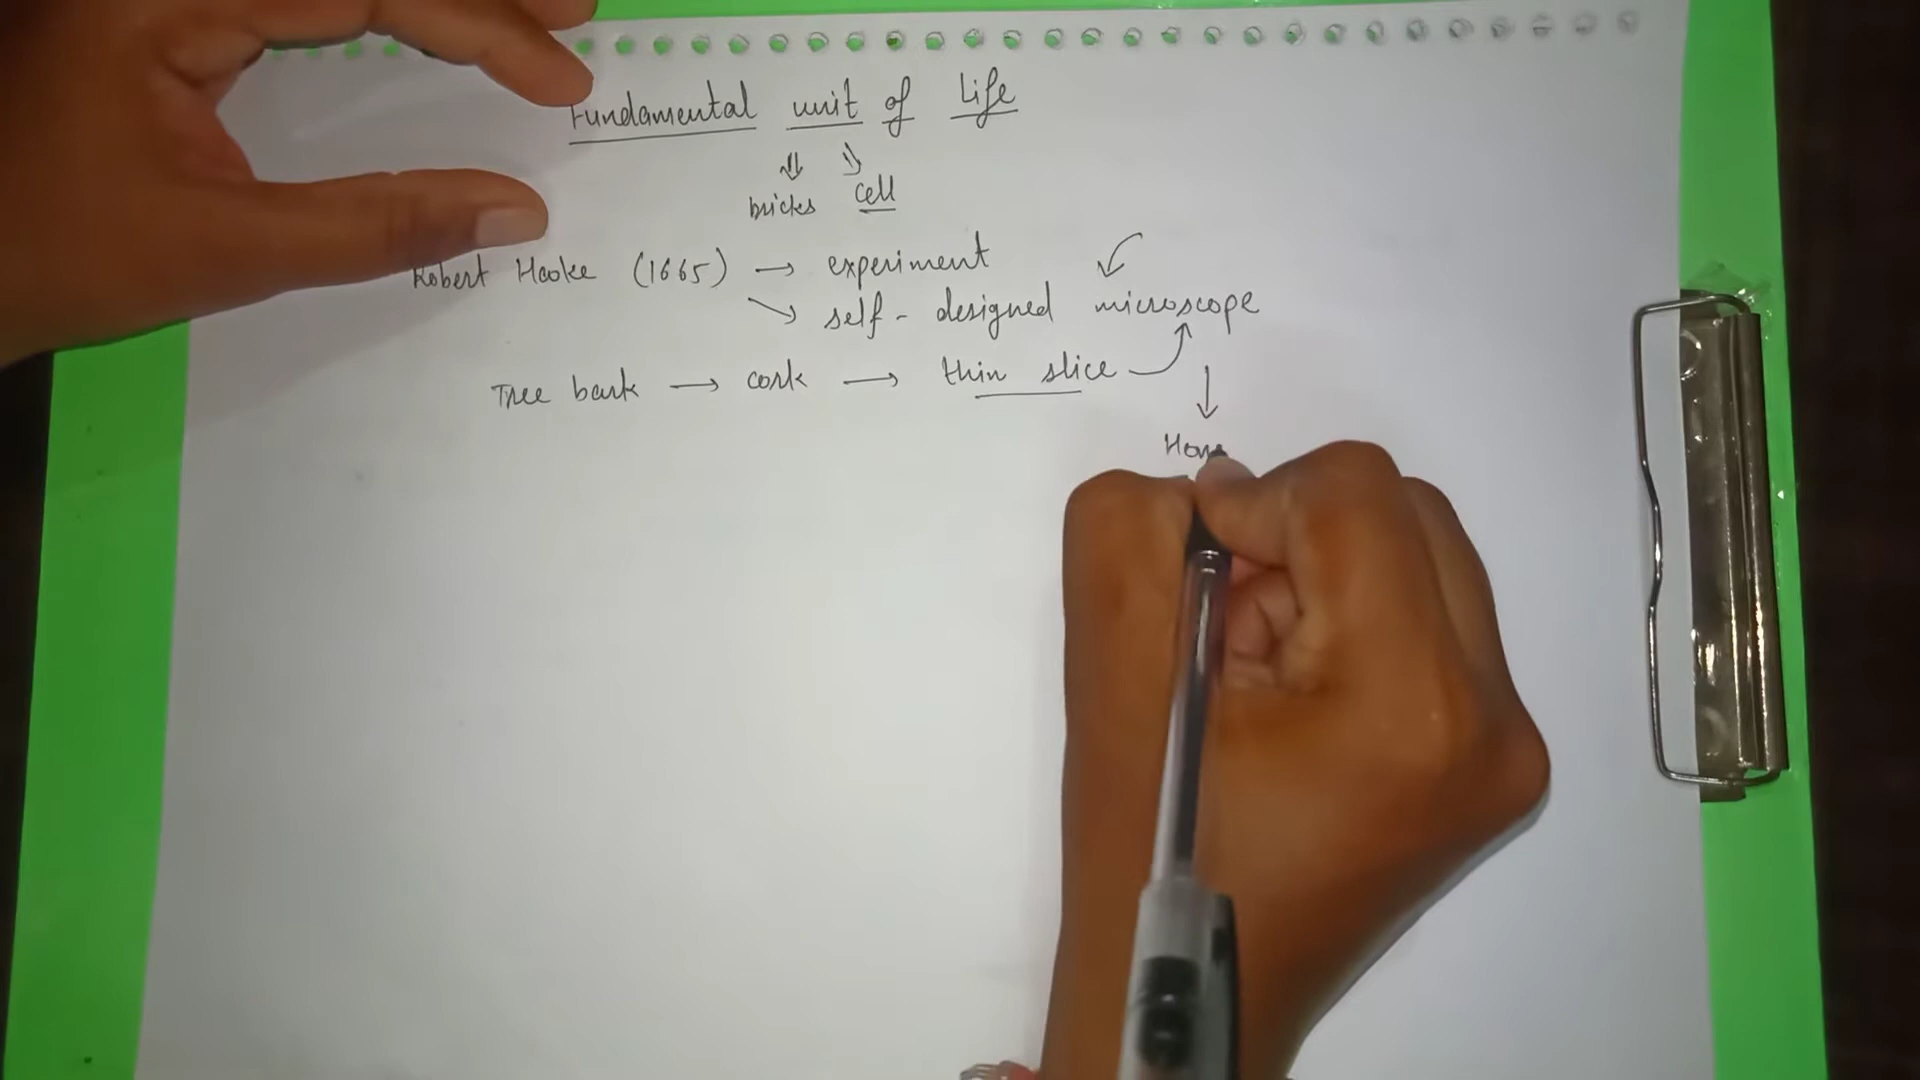 Fundamental unit of Life
⇓ ⇘
bricks cell
Robert Hooke (1665) → experiment
↘ self - designed microscope
Tree bark → cork → thin slice
↓